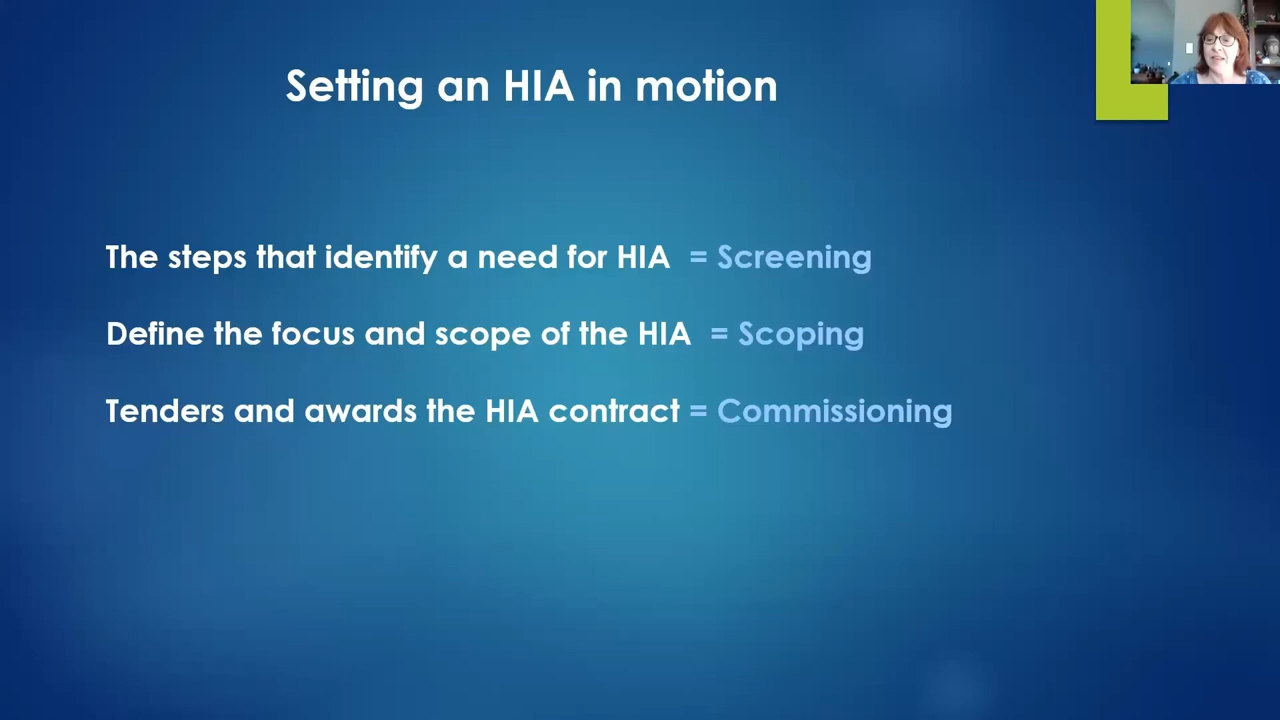 Setting an HIA in motion
The steps that identify a need for HIA = Screening
Define the focus and scope of the HIA = Scoping
Tenders and awards the HIA contract = Commissioning